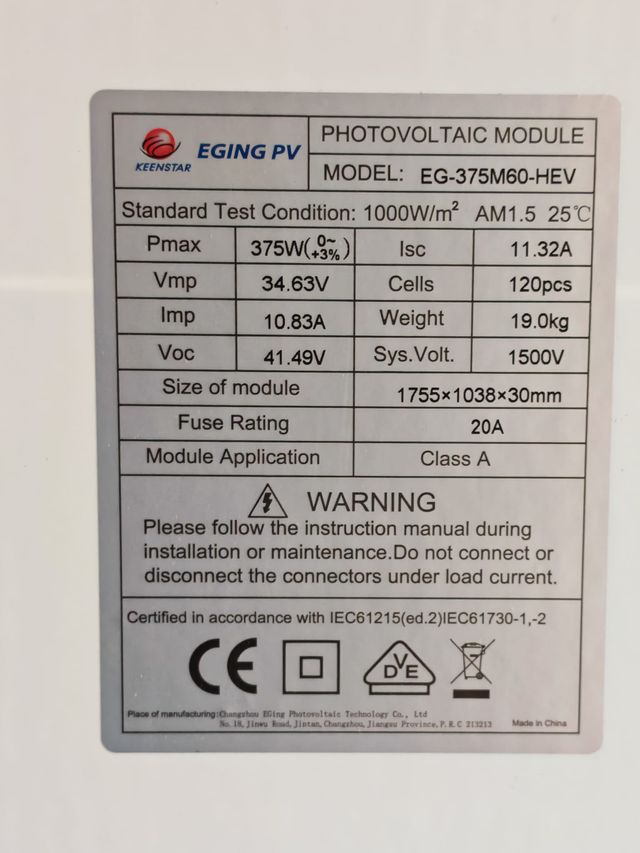 KEENSTAR
EGING PV
PHOTOVOLTAIC MODULE
MODEL: EG-375M60-HEV
Standard Test Condition: 1000W/m² AM1.5 25℃
Pmax 375W(0~+3%) Isc 11.32A
Vmp 34.63V Cells 120pcs
Imp 10.83A Weight 19.0kg
Voc 41.49V Sys.Volt. 1500V
Size of module 1755×1038×30mm
Fuse Rating 20A
Module Application Class A
WARNING
Please follow the instruction manual during
installation or maintenance.Do not connect or
disconnect the connectors under load current.
Certified in accordance with IEC61215(ed.2)IEC61730-1,-2
CE DVE
Place of manufacturing:Changzhou EGing Photovoltaic Technology Co., Ltd
No.18, Jinwu Road, Jintan, Changzhou, Jiangsu Province, P.R.C 213213 Made in China